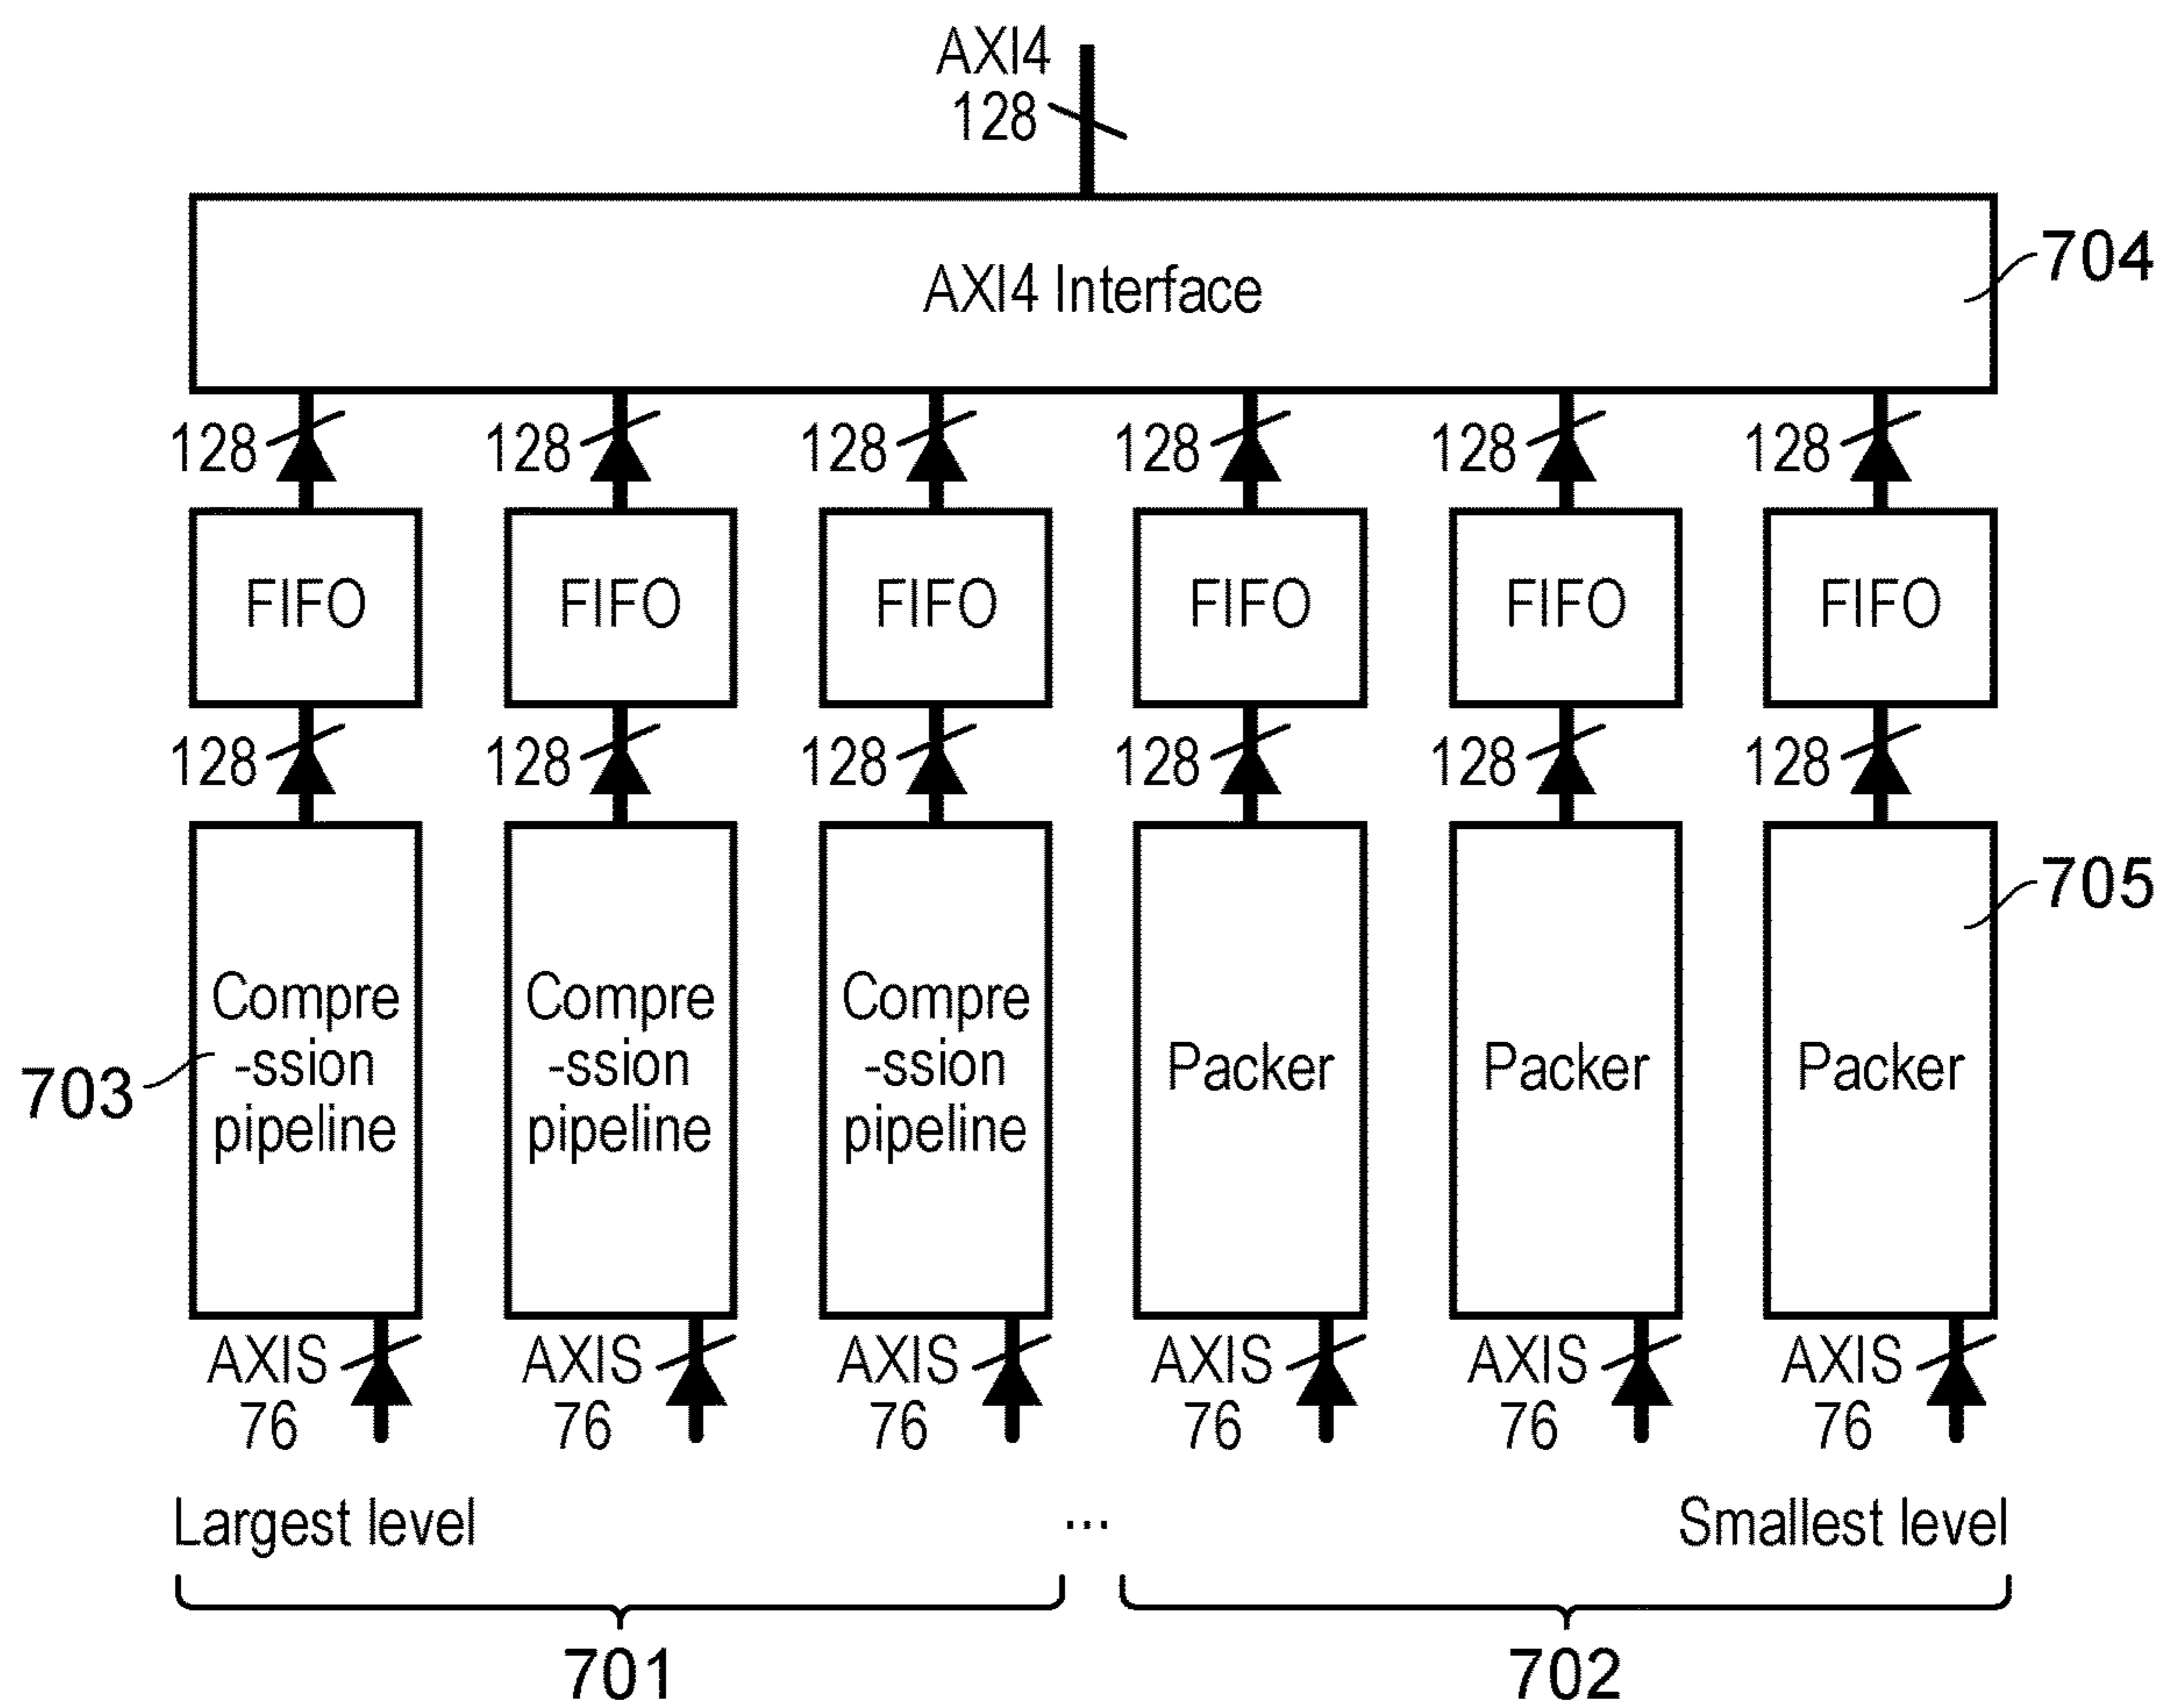 AXI4
128
AXI4 Interface
704
128 128 128 128 128 128
FIFO FIFO FIFO FIFO FIFO FIFO
128 128 128 128 128 128
705
Compre Compre Compre
-ssion -ssion -ssion Packer Packer Packer
703
pipeline pipeline pipeline
AXIS AXIS AXIS AXIS AXIS AXIS
76 76 76 76 76 76
Largest level ... Smallest level
701 702